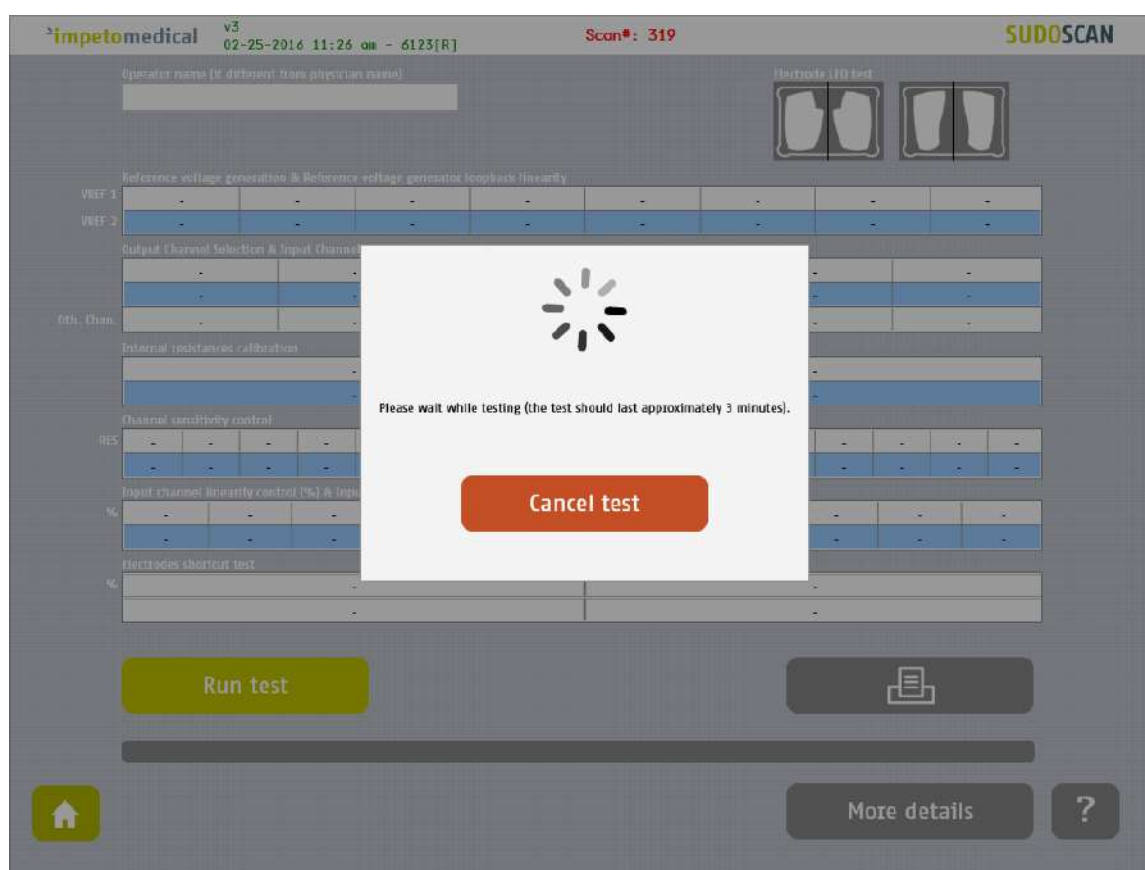 impetomedical
v3
02-25-2016 11:26 am - 6123[R]
Scan#: 319
SUDOSCAN
Operator name (if different from physician name)
Electrode LED test
Reference voltage generation & Reference voltage generator loopback linearity
VREF 1 - - - - - - - -
VREF 2 - - - - - - - -
Output Channel Selection & Input Channel
- - - -
- - - -
Oth. Chan. - - - -
Internal resistances calibration
- -
- -
Please wait while testing (the test should last approximately 3 minutes).
Channel sensitivity control
RES - - - - - - - -
- - - - - - - -
Cancel test
Input channel linearity control (%) & Inpu
% - - - - - -
- - - - - -
Electrodes shortcut test
% - -
- -
Run test
More details
?